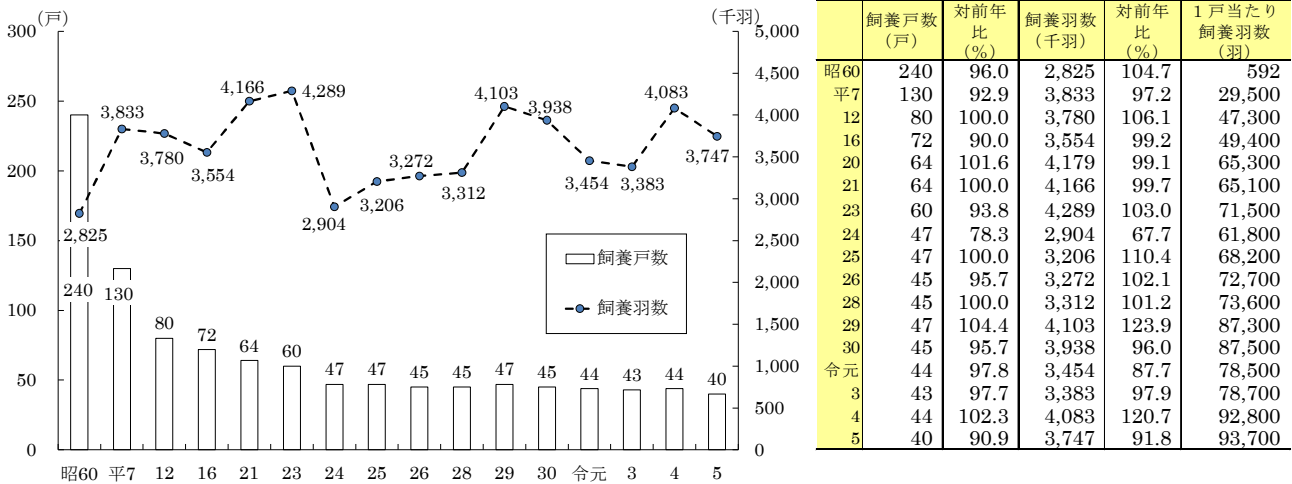 (戸)
(千羽)
300
250
200
150
100
50
0
5,000
4,500
4,000
3,500
3,000
2,500
2,000
1,500
1,000
500
0
2,825
3,833
3,780
3,554
4,166
4,289
2,904
3,206
3,272
3,312
4,103
3,938
3,454
3,383
4,083
3,747
240
130
80
72
64
60
47
47
45
45
47
45
44
43
44
40
飼養戸数
飼養羽数
昭60 平7 12 16 21 23 24 25 26 28 29 30 令元 3 4 5
飼養戸数 対前年 飼養羽数 対前年 1戸当たり
(戸) 比 (千羽) 比 飼養羽数
(%) (%) (羽)
昭60 240 96.0 2,825 104.7 592
平7 130 92.9 3,833 97.2 29,500
12 80 100.0 3,780 106.1 47,300
16 72 90.0 3,554 99.2 49,400
20 64 101.6 4,179 99.1 65,300
21 64 100.0 4,166 99.7 65,100
23 60 93.8 4,289 103.0 71,500
24 47 78.3 2,904 67.7 61,800
25 47 100.0 3,206 110.4 68,200
26 45 95.7 3,272 102.1 72,700
28 45 100.0 3,312 101.2 73,600
29 47 104.4 4,103 123.9 87,300
30 45 95.7 3,938 96.0 87,500
令元 44 97.8 3,454 87.7 78,500
3 43 97.7 3,383 97.9 78,700
4 44 102.3 4,083 120.7 92,800
5 40 90.9 3,747 91.8 93,700